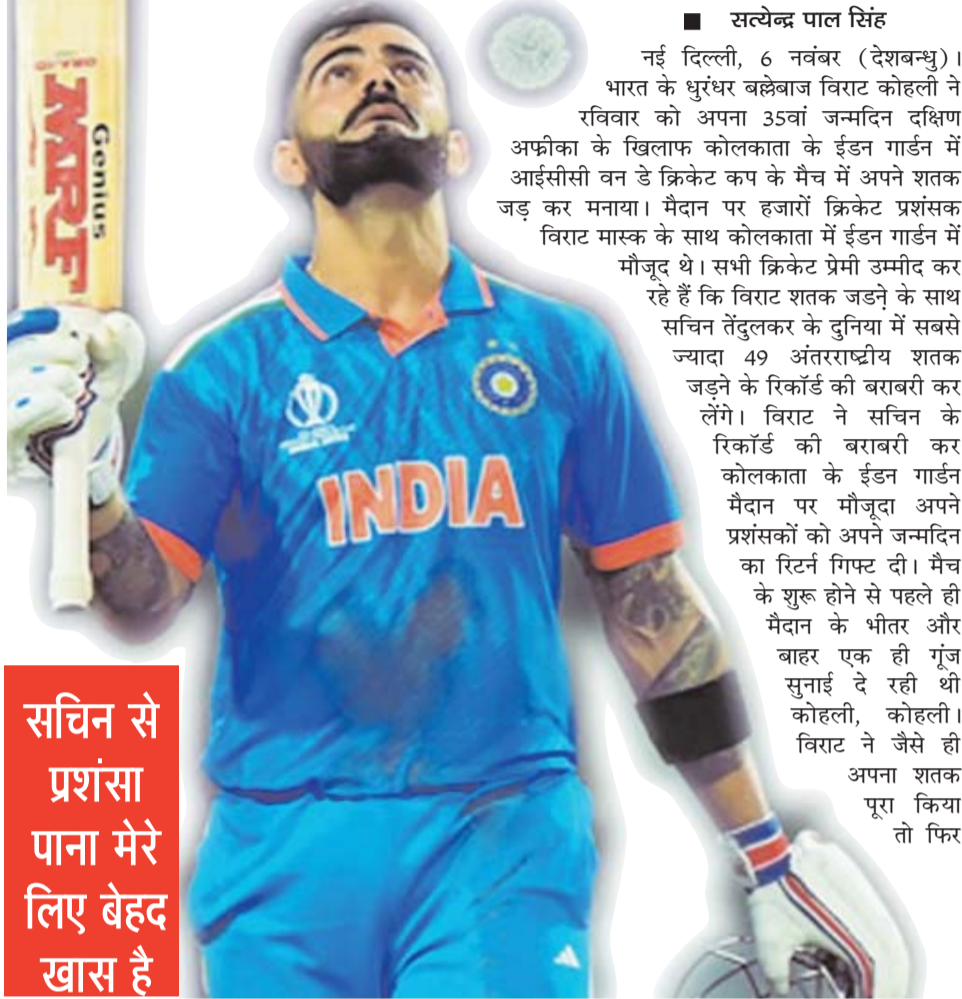 ■ सत्येन्द्र पाल सिंह
नई दिल्ली, 6 नवंबर (देशबन्धु)।
भारत के धुरंधर बल्लेबाज विराट कोहली ने
रविवार को अपना 35वां जन्मदिन दक्षिण
अफ्रीका के खिलाफ कोलकाता के ईडन गार्डन में
आईसीसी वन डे क्रिकेट कप के मैच में अपने शतक
जड़ कर मनाया। मैदान पर हजारों क्रिकेट प्रशंसक
विराट मास्क के साथ कोलकाता में ईडन गार्डन में
मौजूद थे। सभी क्रिकेट प्रेमी उम्मीद कर
रहे हैं कि विराट शतक जडऩे के साथ
सचिन तेंदुलकर के दुनिया में सबसे
ज्यादा 49 अंतरराष्ट्रीय शतक
जड़ने के रिकॉर्ड की बराबरी कर
लेंगे। विराट ने सचिन के
रिकॉर्ड की बराबरी कर
कोलकाता के ईडन गार्डन
मैदान पर मौजूदा अपने
प्रशंसकों को अपने जन्मदिन
का रिटर्न गिफ्ट दी। मैच
के शुरू होने से पहले ही
मैदान के भीतर और
बाहर एक ही गूंज
सुनाई दे रही थी
कोहली, कोहली।
विराट ने जैसे ही
अपना शतक
पूरा किया
तो फिर
Genius
MRF
INDIA
सचिन से
प्रशंसा
पाना मेरे
लिए बेहद
खास है